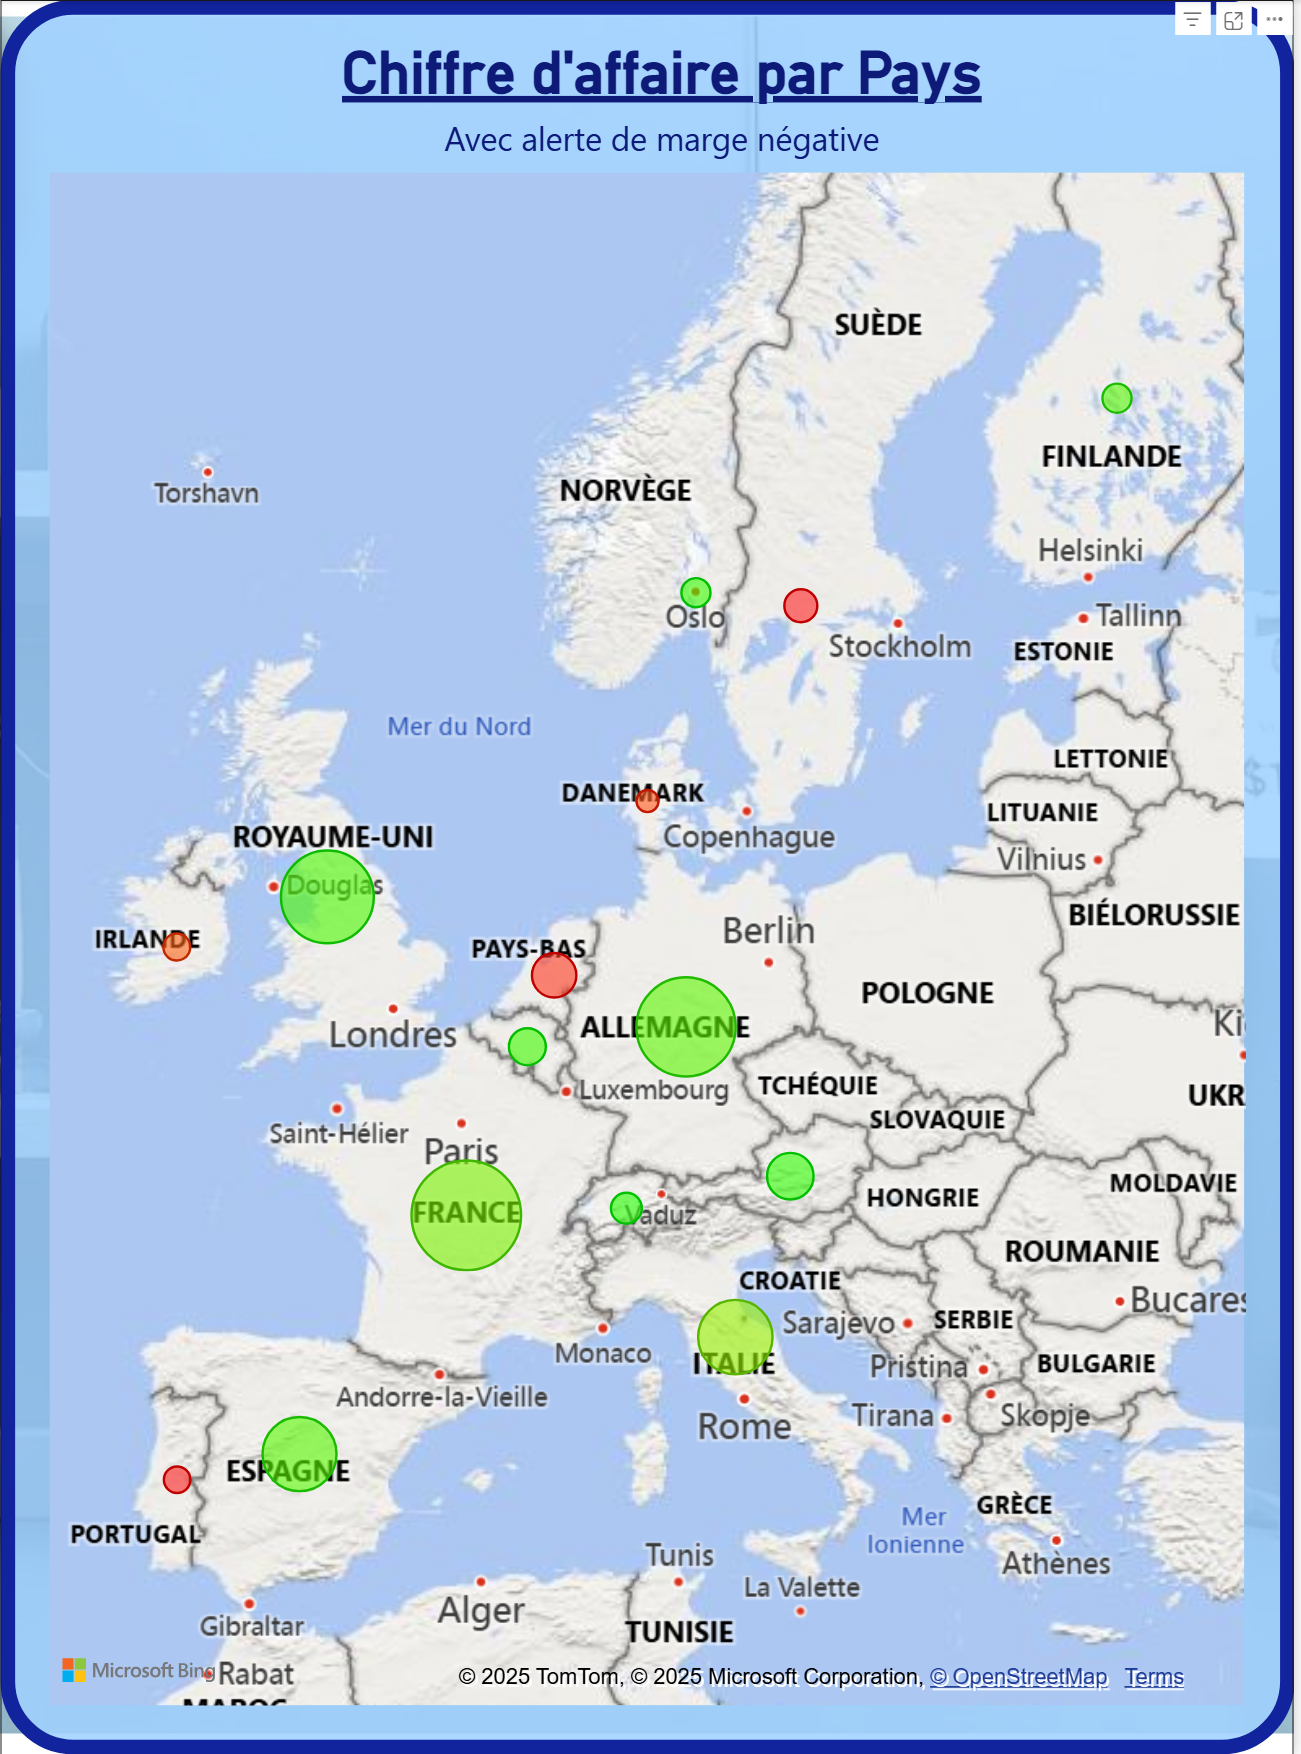 Chiffre d'affaire par Pays
Avec alerte de marge négative
SUÈDE
FINLANDE
NORVÈGE
Torshavn
Helsinki
Oslo
Tallinn
Stockholm
ESTONIE
Mer du Nord
LETTONIE
DANEMARK
LITUANIE
ROYAUME-UNI
Copenhague
Vilnius
Douglas
BIÉLORUSSIE
Berlin
IRLANDE
PAYS-BAS
POLOGNE
Ki
Londres
ALLEMAGNE
Luxembourg
TCHÉQUIE
UKR
SLOVAQUIE
Saint-Hélier
Paris
MOLDAVIE
HONGRIE
FRANCE
Vaduz
ROUMANIE
CROATIE
Bucares
Sarajevo
SERBIE
Monaco
ITALIE
Pristina
BULGARIE
Andorre-la-Vieille
Rome
Tirana
Skopje
ESPAGNE
GRÈCE
Mer
Ionienne
PORTUGAL
Tunis
Athènes
La Valette
Alger
Gibraltar
TUNISIE
Microsoft Bing
Rabat
© 2025 TomTom, © 2025 Microsoft Corporation, © OpenStreetMap Terms
MAROC